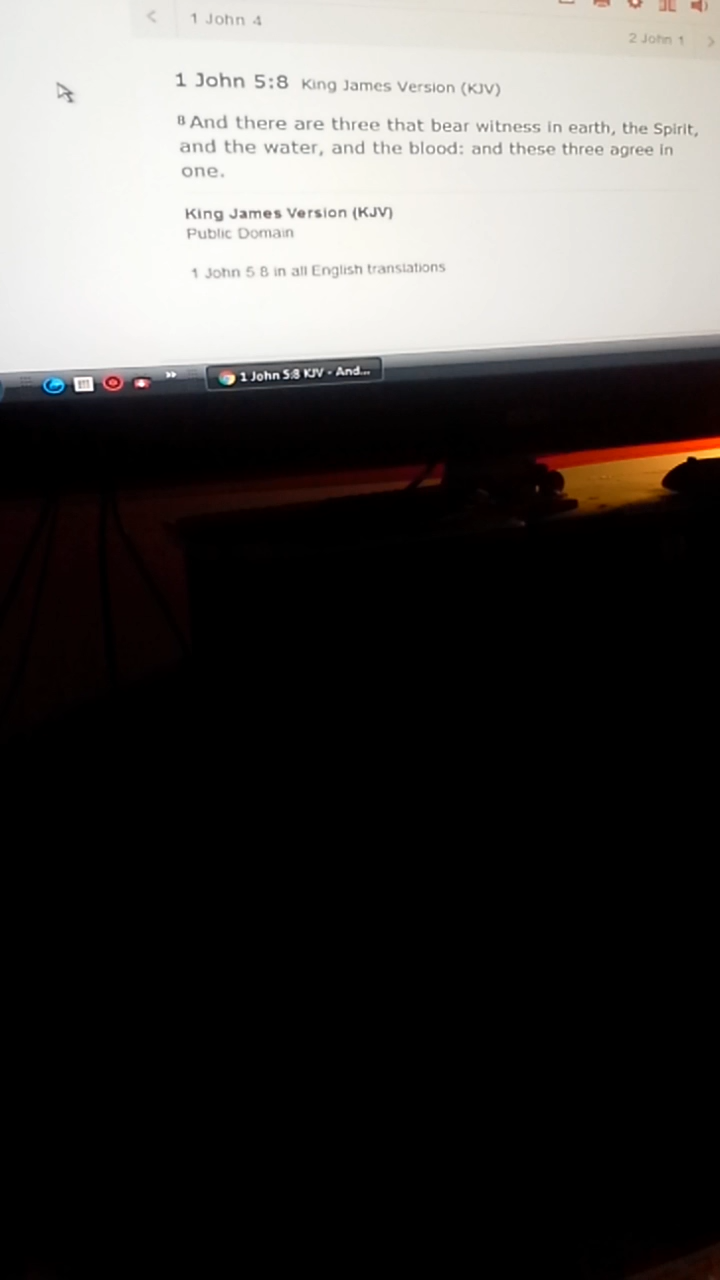 1 John 4
2 John 1
1 John 5:8 King James Version (KJV)
8 And there are three that bear witness in earth, the Spirit,
and the water, and the blood: and these three agree in
one.
King James Version (KJV)
Public Domain
1 John 5 8 in all English translations
1 John 5:8 KJV - And...